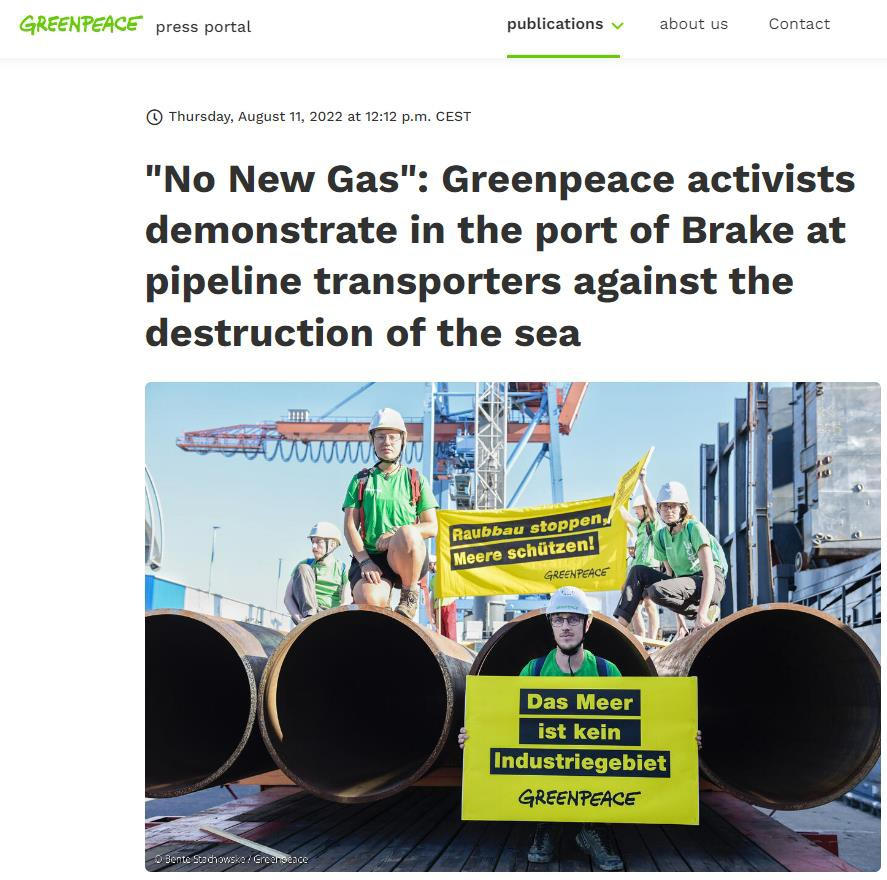 GREENPEACE press portal publications about us Contact
Thursday, August 11, 2022 at 12:12 p.m. CEST
"No New Gas": Greenpeace activists
demonstrate in the port of Brake at
pipeline transporters against the
destruction of the sea
Raubbau stoppen,
Meere schützen!
GREENPEACE
Das Meer
ist kein
Industriegebiet
GREENPEACE
© Bente Stachowske / Greenpeace